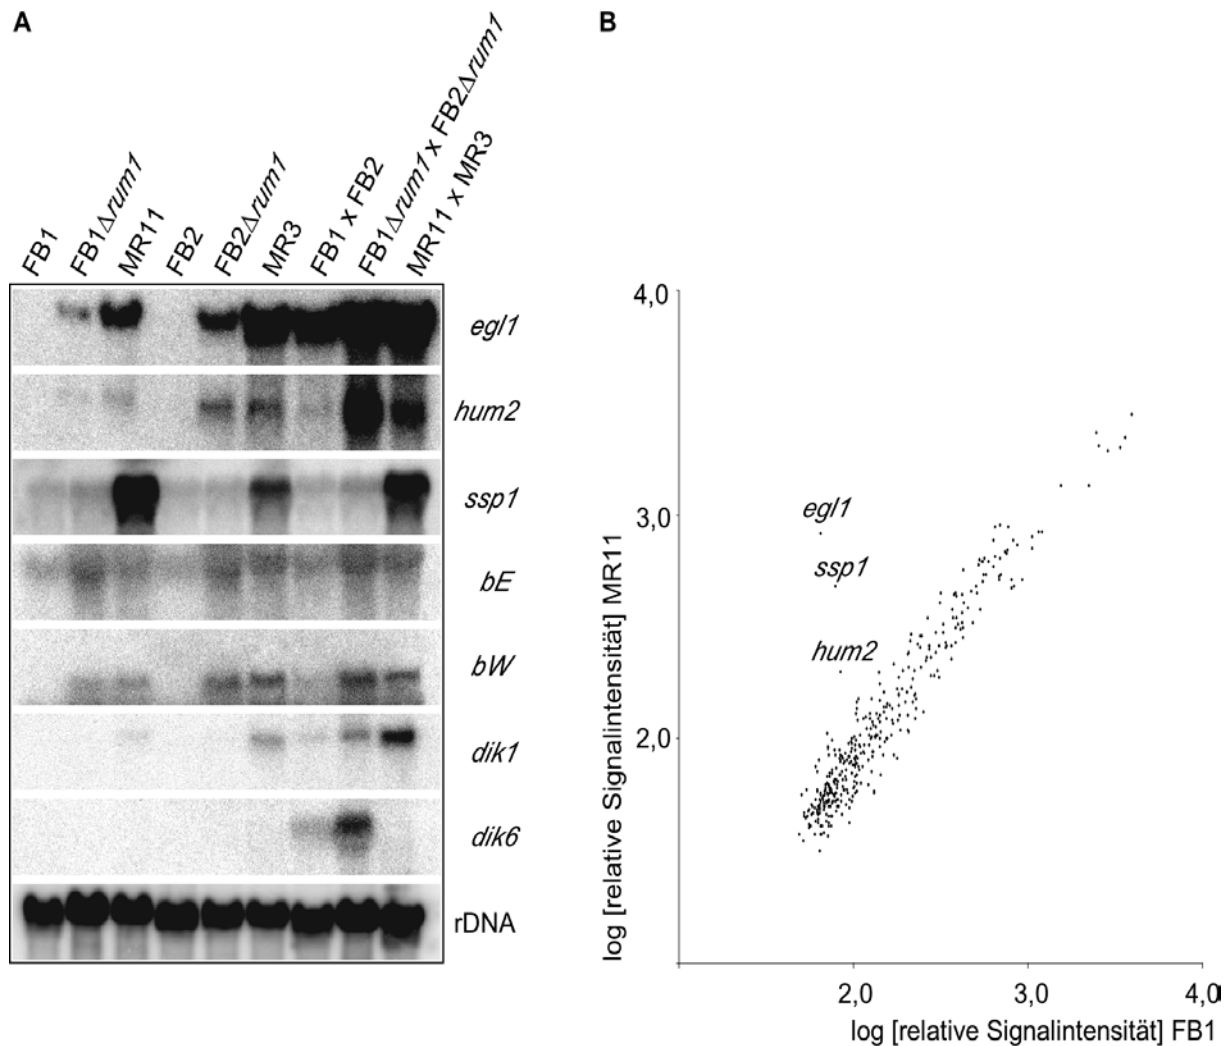 A
B
FB1
FB1Δrum1
MR11
FB2
FB2Δrum1
MR3
FB1 x FB2
FB1Δrum1 x FB2Δrum1
MR11 x MR3
egl1
hum2
ssp1
bE
bW
dik1
dik6
rDNA
log [relative Signalintensität] MR11
4,0
3,0
2,0
egl1
ssp1
hum2
2,0
3,0
4,0
log [relative Signalintensität] FB1